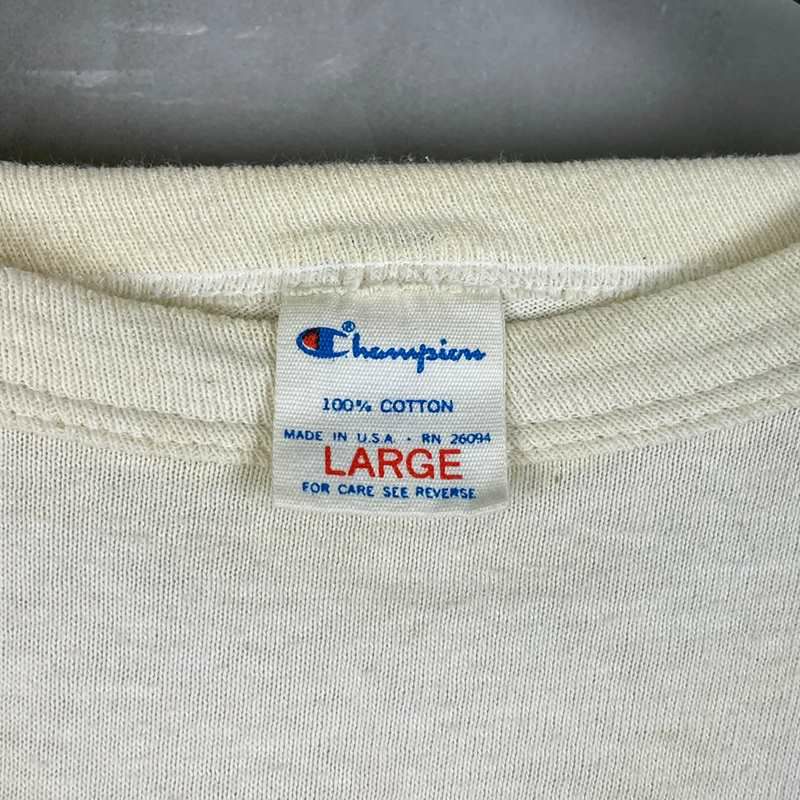 Champion®
100% COTTON
MADE IN U.S.A. • RN 26094
LARGE
FOR CARE SEE REVERSE